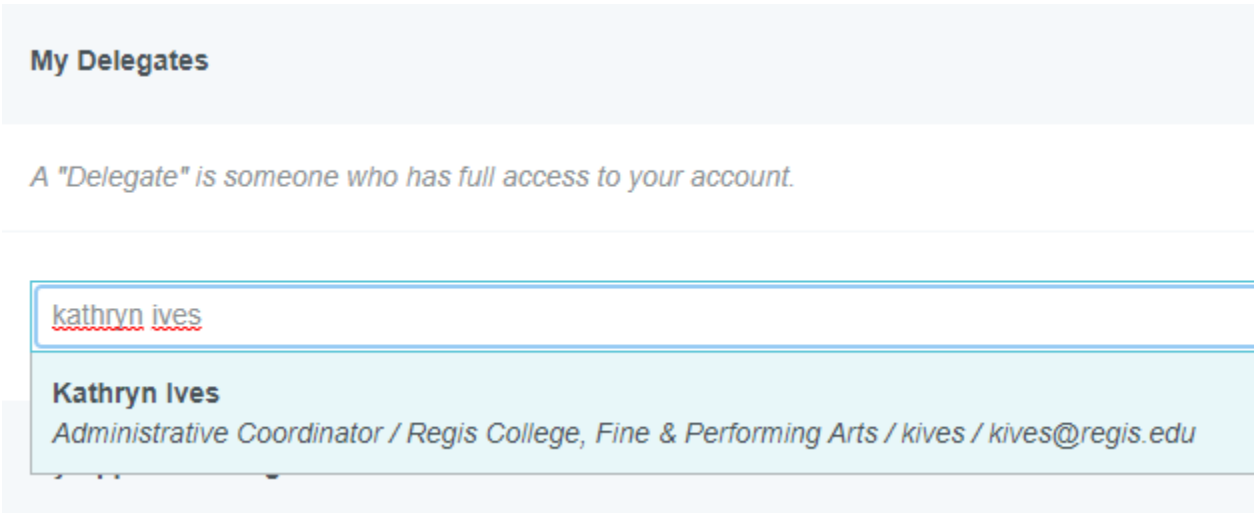 My Delegates
A "Delegate" is someone who has full access to your account.
kathryn ives
Kathryn Ives
Administrative Coordinator / Regis College, Fine & Performing Arts / kives / kives@regis.edu